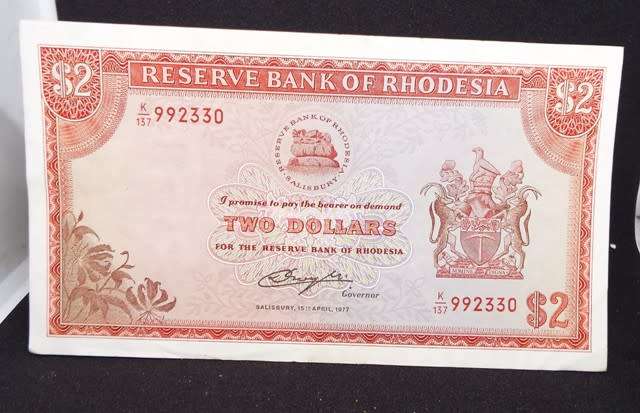 $2 RESERVE BANK OF RHODESIA $2
K/137 992330
RESERVE BANK OF RHODESIA
SALISBURY
I promise to pay the bearer on demand
TWO DOLLARS
FOR THE RESERVE BANK OF RHODESIA
Governor
SALISBURY, 15TH APRIL, 1977
K/137 992330
$2